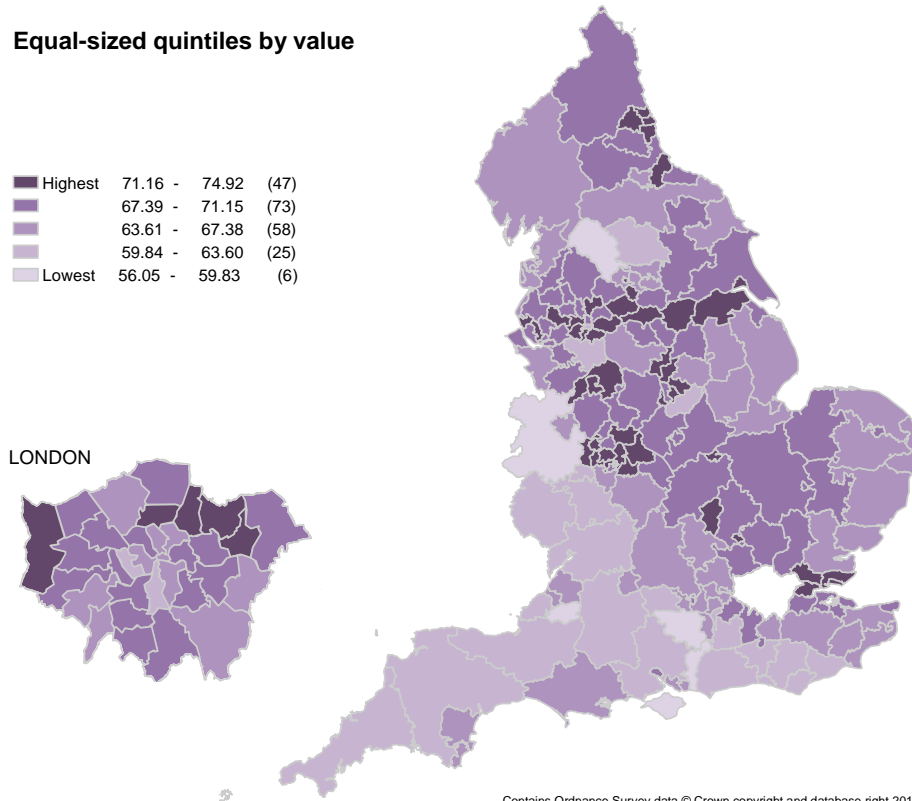 Equal-sized quintiles by value
Highest 71.16 - 74.92 (47)
67.39 - 71.15 (73)
63.61 - 67.38 (58)
59.84 - 63.60 (25)
Lowest 56.05 - 59.83 (6)
LONDON
Contains Ordnance Survey data © Crown copyright and database right 201